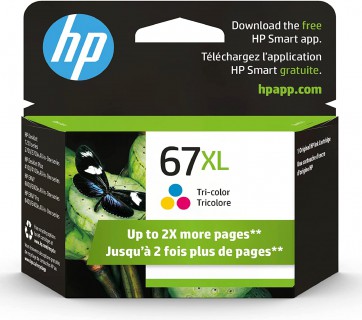 hp
Download the free
HP Smart app.
Téléchargez l'application
HP Smart gratuite.
hpapp.com
67XL
Tri-color
Tricolore
Up to 2X more pages**
Jusqu'à 2 fois plus de pages**